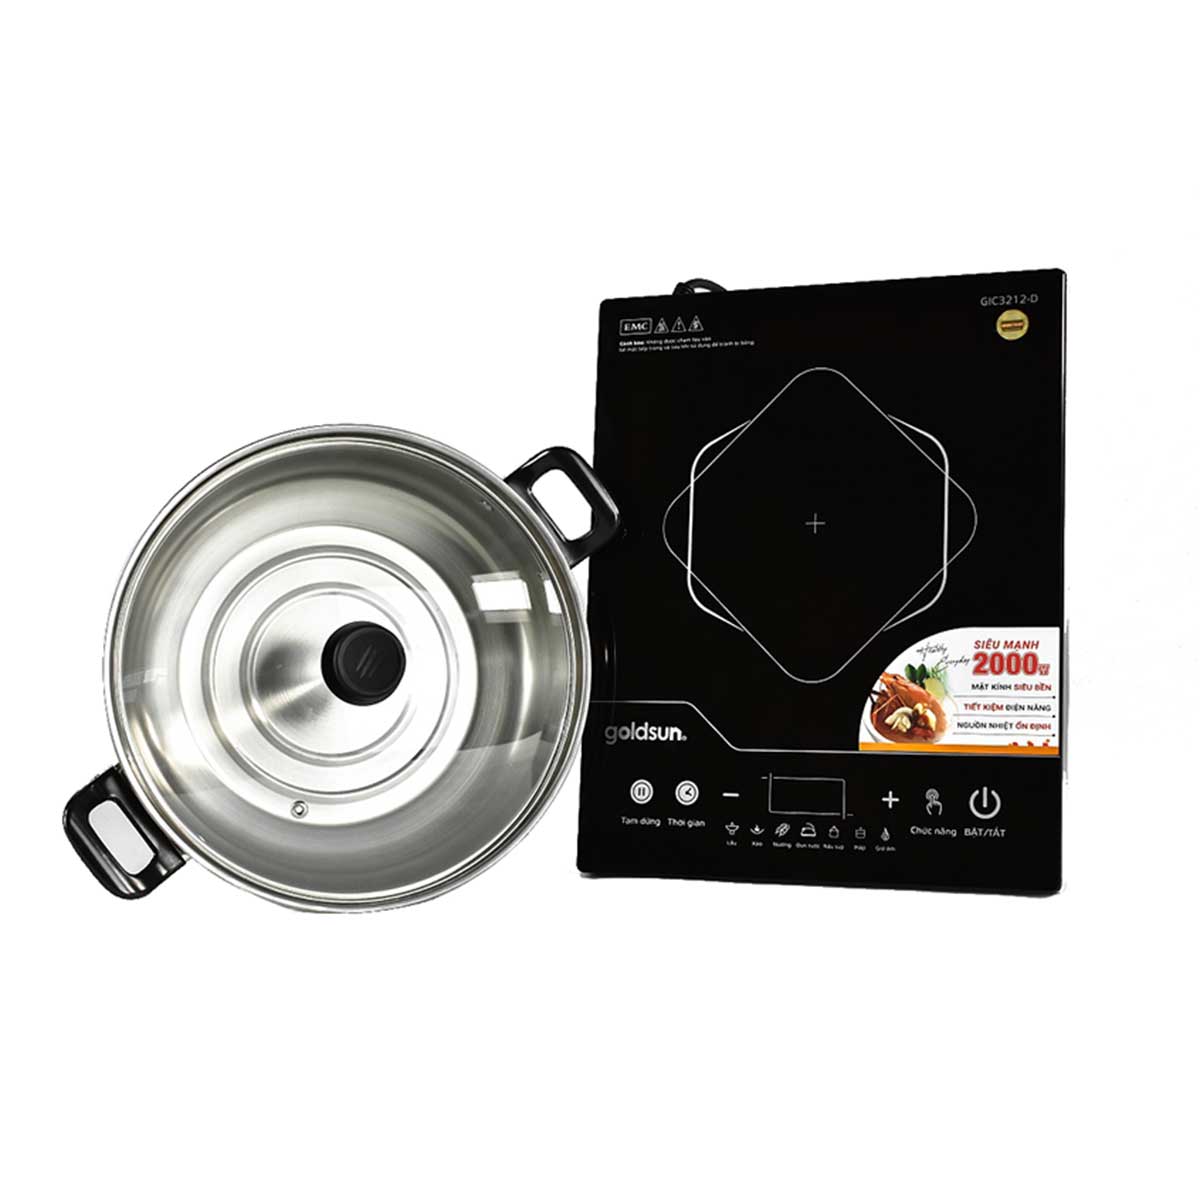 GIC3212-D
EMC
Cảnh báo: Không được chạm tay vào
bề mặt bếp trong và sau khi sử dụng để tránh bị bỏng
Healthy
Everyday
SIÊU MẠNH
2000W
MẶT KÍNH SIÊU BỀN
TIẾT KIỆM ĐIỆN NĂNG
NGUỒN NHIỆT ỔN ĐỊNH
goldsun®
Tạm dừng Thời gian − + Chức năng BẬT/TẮT
Lẩu Xào Nướng Đun nước Nấu súp Giữ ấm